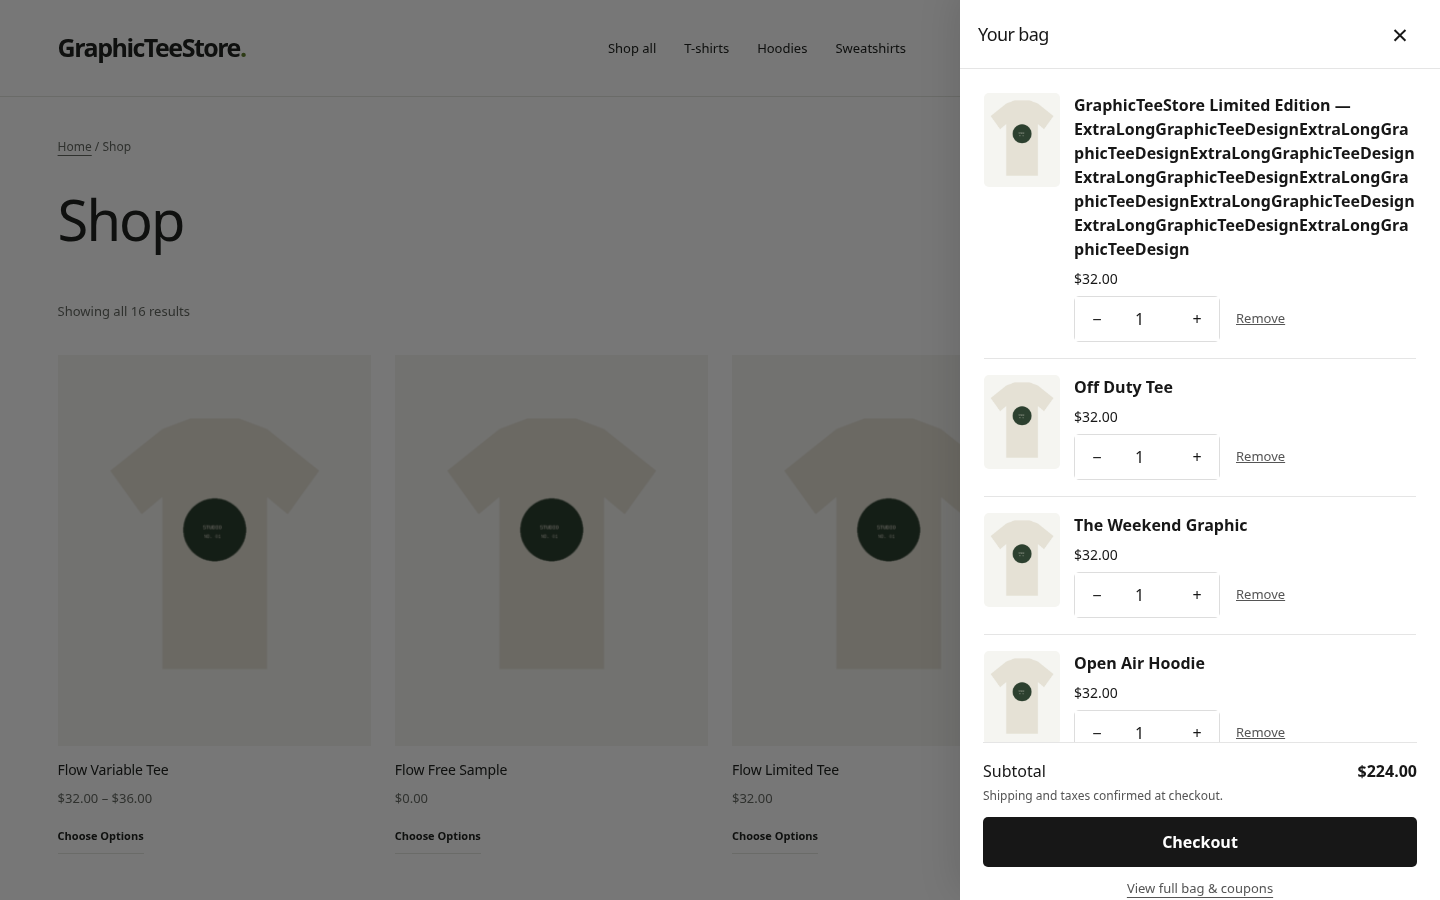 GraphicTeeStore.
Shop all
T-shirts
Hoodies
Sweatshirts
Home / Shop
Shop
Showing all 16 results
Flow Variable Tee
$32.00 – $36.00
Choose Options
Flow Free Sample
$0.00
Choose Options
Flow Limited Tee
$32.00
Choose Options
Your bag
GraphicTeeStore Limited Edition —
ExtraLongGraphicTeeDesignExtraLongGra
phicTeeDesignExtraLongGraphicTeeDesign
ExtraLongGraphicTeeDesignExtraLongGra
phicTeeDesignExtraLongGraphicTeeDesign
ExtraLongGraphicTeeDesignExtraLongGra
phicTeeDesign
$32.00
− 1 +
Remove
Off Duty Tee
$32.00
− 1 +
Remove
The Weekend Graphic
$32.00
− 1 +
Remove
Open Air Hoodie
$32.00
− 1 +
Remove
Subtotal
$224.00
Shipping and taxes confirmed at checkout.
Checkout
View full bag & coupons